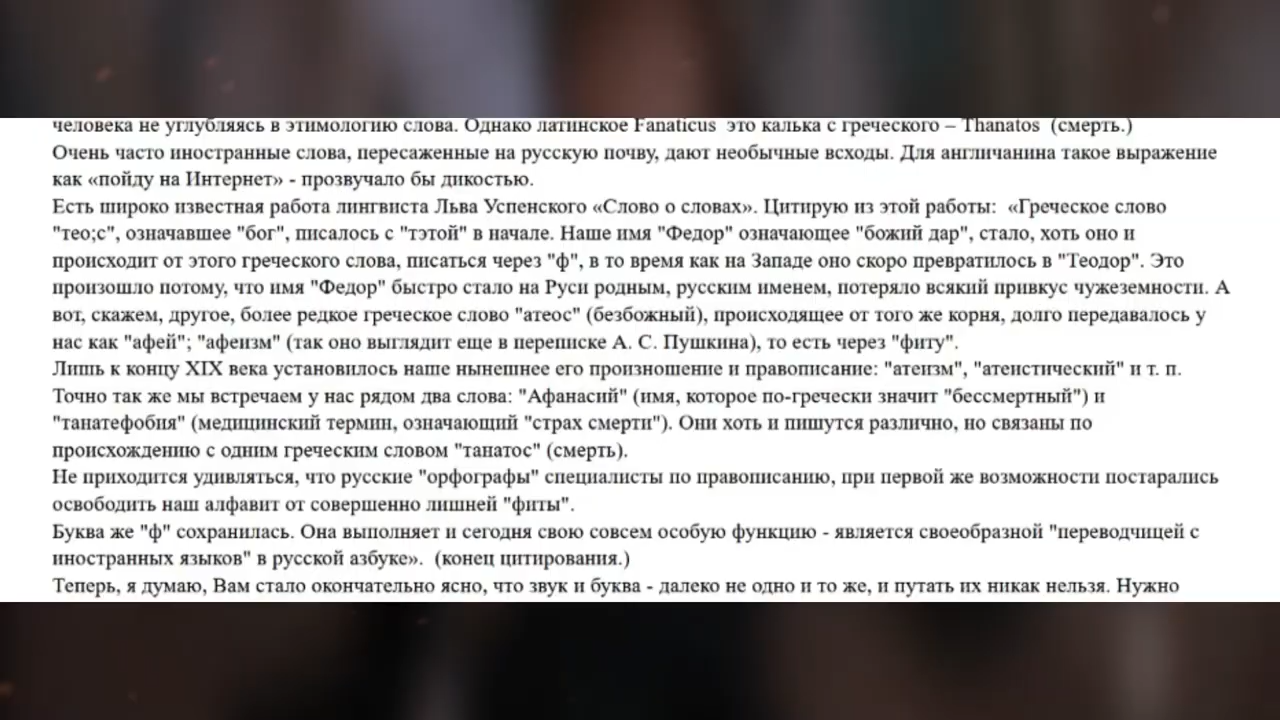 человека не углубляясь в этимологию слова. Однако латинское Fanaticus  это калька с греческого – Thanatos  (смерть.)
Очень часто иностранные слова, пересаженные на русскую почву, дают необычные всходы. Для англичанина такое выражение
как «пойду на Интернет» - прозвучало бы дикостью.
Есть широко известная работа лингвиста Льва Успенского «Слово о словах». Цитирую из этой работы:  «Греческое слово
"тео;с", означавшее "бог", писалось с "тэтой" в начале. Наше имя "Федор" означающее "божий дар", стало, хоть оно и
происходит от этого греческого слова, писаться через "ф", в то время как на Западе оно скоро превратилось в "Теодор". Это
произошло потому, что имя "Федор" быстро стало на Руси родным, русским именем, потеряло всякий привкус чужеземности. А
вот, скажем, другое, более редкое греческое слово "атеос" (безбожный), происходящее от того же корня, долго передавалось у
нас как "афей"; "афеизм" (так оно выглядит еще в переписке А. С. Пушкина), то есть через "фиту".
Лишь к концу XIX века установилось наше нынешнее его произношение и правописание: "атеизм", "атеистический" и т. п.
Точно так же мы встречаем у нас рядом два слова: "Афанасий" (имя, которое по-гречески значит "бессмертный") и
"танатефобия" (медицинский термин, означающий "страх смерти"). Они хоть и пишутся различно, но связаны по
происхождению с одним греческим словом "танатос" (смерть).
Не приходится удивляться, что русские "орфографы" специалисты по правописанию, при первой же возможности постарались
освободить наш алфавит от совершенно лишней "фиты".
Буква же "ф" сохранилась. Она выполняет и сегодня свою совсем особую функцию - является своеобразной "переводчицей с
иностранных языков" в русской азбуке».  (конец цитирования.)
Теперь, я думаю, Вам стало окончательно ясно, что звук и буква - далеко не одно и то же, и путать их никак нельзя. Нужно